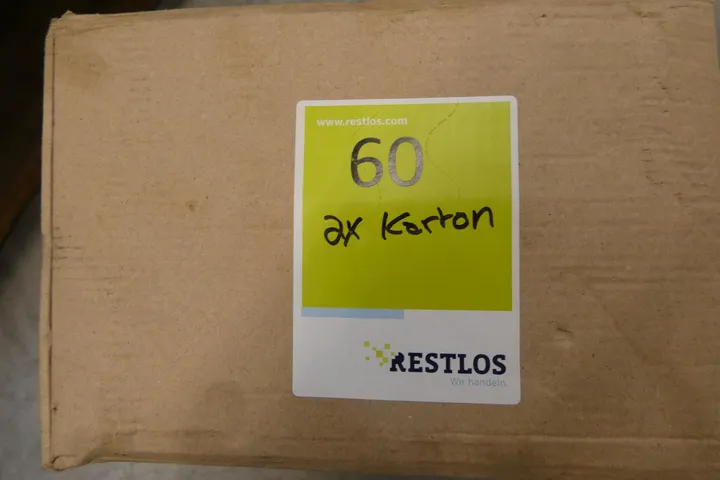 www.restlos.com
60
2x Karton
RESTLOS
Wir handeln.